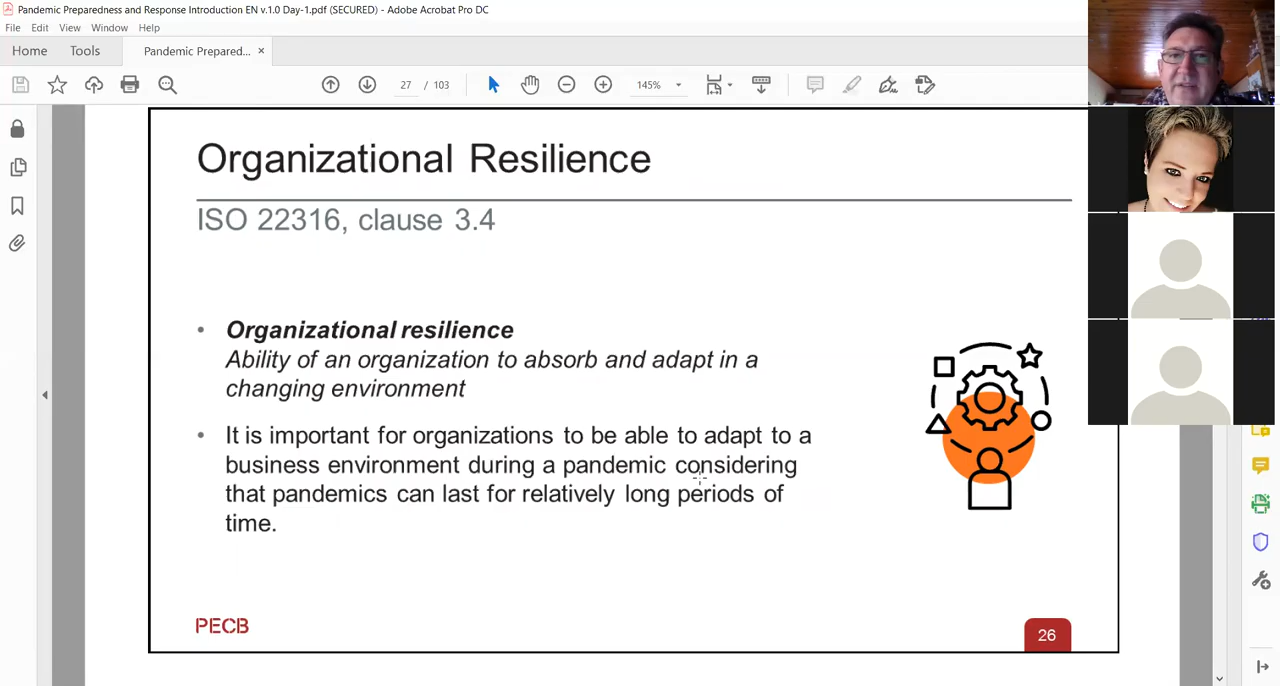 Pandemic Preparedness and Response Introduction EN v.1.0 Day-1.pdf (SECURED) - Adobe Acrobat Pro DC
File Edit View Window Help
Home Tools Pandemic Prepared... ×
27 / 103 145%
Organizational Resilience
ISO 22316, clause 3.4
• Organizational resilience
Ability of an organization to absorb and adapt in a
changing environment
• It is important for organizations to be able to adapt to a
business environment during a pandemic considering
that pandemics can last for relatively long periods of
time.
PECB
26